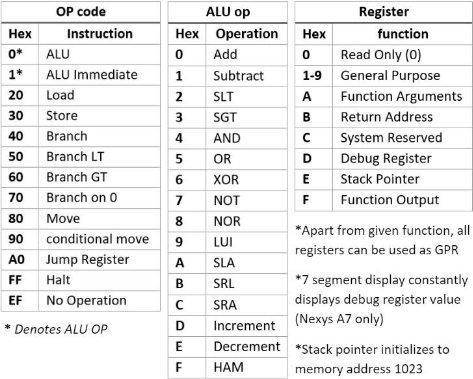 OP code
Hex Instruction
0* ALU
1* ALU Immediate
20 Load
30 Store
40 Branch
50 Branch LT
60 Branch GT
70 Branch on 0
80 Move
90 conditional move
A0 Jump Register
FF Halt
EF No Operation
* Denotes ALU OP
ALU op
Hex Operation
0 Add
1 Subtract
2 SLT
3 SGT
4 AND
5 OR
6 XOR
7 NOT
8 NOR
9 LUI
A SLA
B SRL
C SRA
D Increment
E Decrement
F HAM
Register
Hex function
0 Read Only (0)
1-9 General Purpose
A Function Arguments
B Return Address
C System Reserved
D Debug Register
E Stack Pointer
F Function Output
*Apart from given function, all
registers can be used as GPR
*7 segment display constantly
displays debug register value
(Nexys A7 only)
*Stack pointer initializes to
memory address 1023